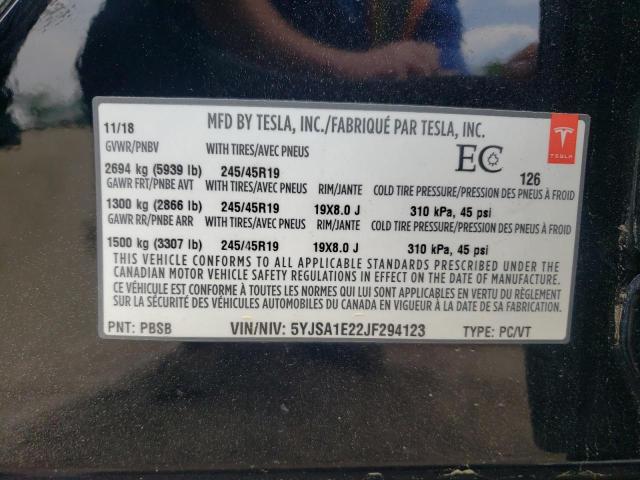 11/18 MFD BY TESLA, INC./FABRIQUÉ PAR TESLA, INC.
GVWR/PNBV WITH TIRES/AVEC PNEUS EC
TESLA
2694 kg (5939 lb) 245/45R19 126
GAWR FRT/PNBE AVT WITH TIRES/AVEC PNEUS RIM/JANTE COLD TIRE PRESSURE/PRESSION DES PNEUS À FROID
1300 kg (2866 lb) 245/45R19 19X8.0 J 310 kPa, 45 psi
GAWR RR/PNBE ARR WITH TIRES/AVEC PNEUS RIM/JANTE COLD TIRE PRESSURE/PRESSION DES PNEUS À FROID
1500 kg (3307 lb) 245/45R19 19X8.0 J 310 kPa, 45 psi
THIS VEHICLE CONFORMS TO ALL APPLICABLE STANDARDS PRESCRIBED UNDER THE
CANADIAN MOTOR VEHICLE SAFETY REGULATIONS IN EFFECT ON THE DATE OF MANUFACTURE.
CE VÉHICULE EST CONFORME À TOUTES LES NORMES QUI LUI SONT APPLICABLES EN VERTU DU RÈGLEMENT
SUR LA SÉCURITÉ DES VÉHICULES AUTOMOBILES DU CANADA EN VIGUEUR À LA DATE DE SA FABRICATION.
PNT: PBSB VIN/NIV: 5YJSA1E22JF294123 TYPE: PC/VT